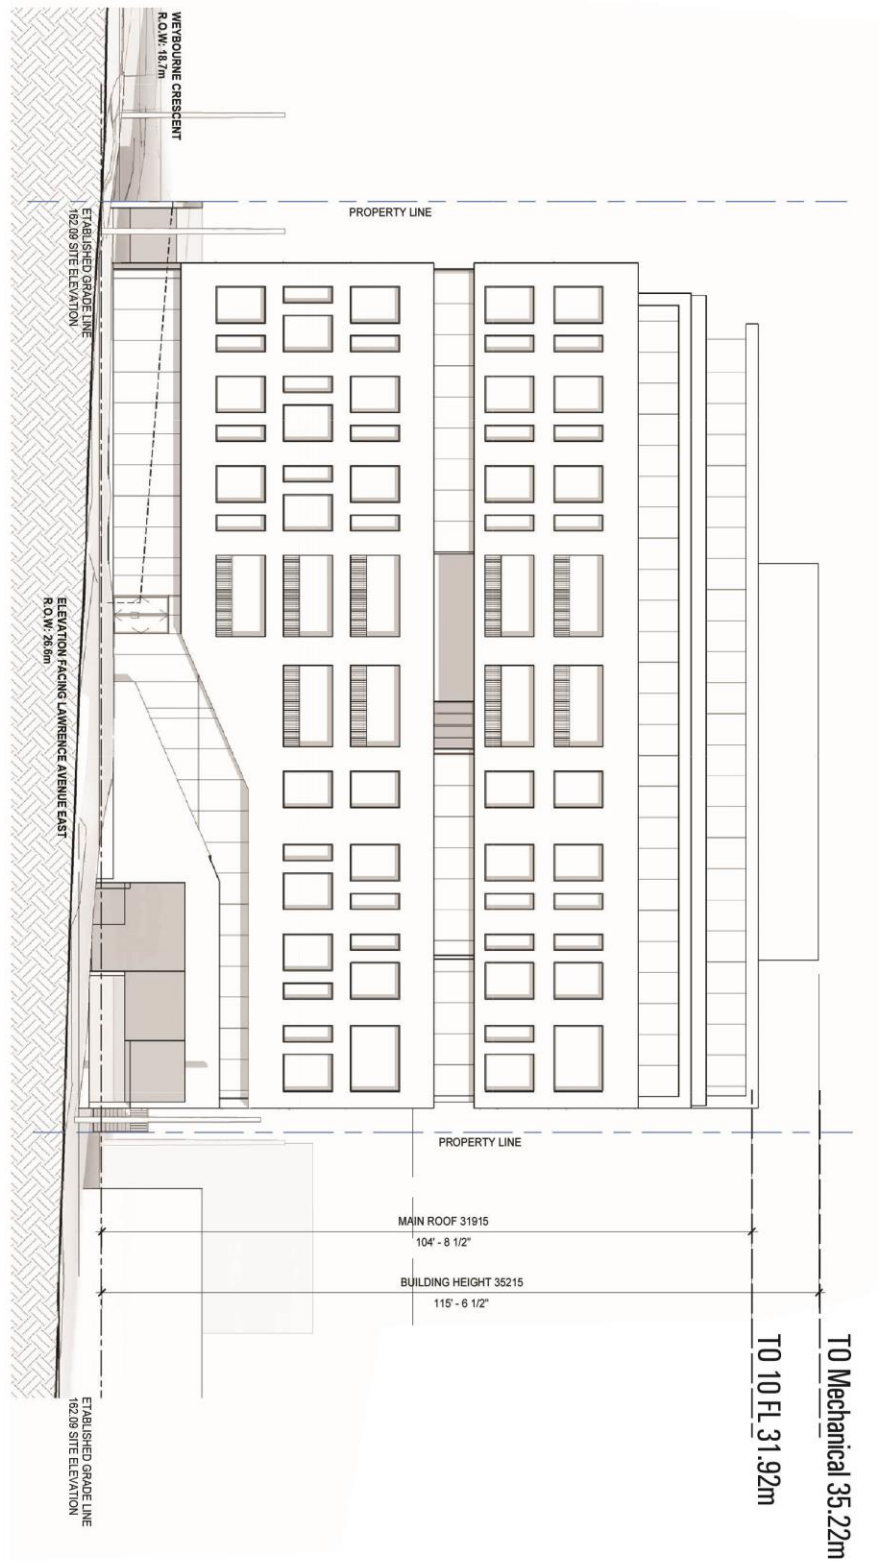 WEYBOURNE CRESCENT
R.O.W: 18.7m
PROPERTY LINE
ETABLISHED GRADE LINE
162.09 SITE ELEVATION
ELEVATION FACING LAWRENCE AVENUE EAST
R.O.W: 26.6m
PROPERTY LINE
MAIN ROOF 31915
104' - 8 1/2"
BUILDING HEIGHT 35215
115' - 6 1/2"
TO Mechanical 35.22m
TO 10 FL 31.92m
ETABLISHED GRADE LINE
162.09 SITE ELEVATION